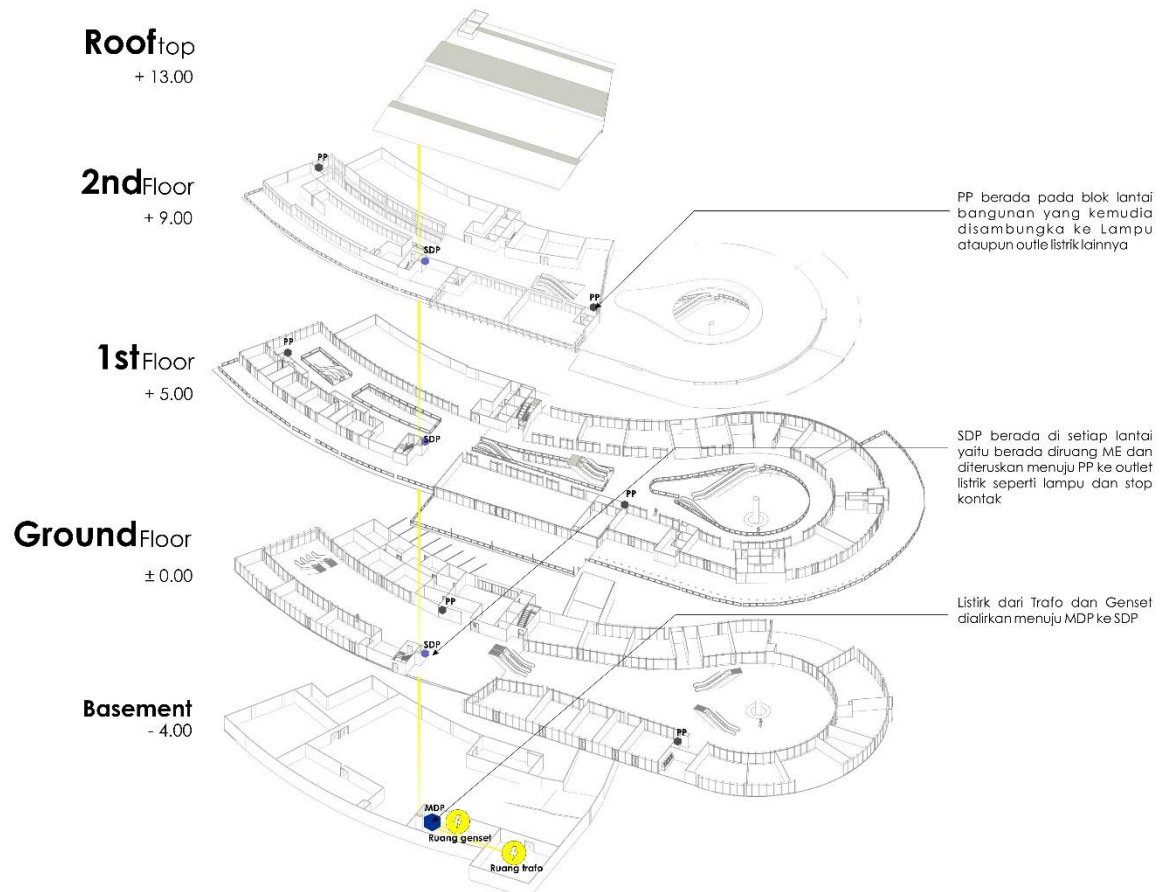 Rooftop
+ 13.00
PP
2ndFloor
+ 9.00
SDP
PP
PP berada pada blok lantai
bangunan yang kemudia
disambungka ke Lampu
ataupun outle listrik lainnya
1stFloor
+ 5.00
PP
SDP
PP
SDP berada di setiap lantai
yaitu berada diruang ME dan
diteruskan menuju PP ke outlet
listrik seperti lampu dan stop
kontak
GroundFloor
± 0.00
PP
SDP
PP
Listirk dari Trafo dan Genset
dialirkan menuju MDP ke SDP
Basement
- 4.00
MDP
Ruang genset
Ruang trafo